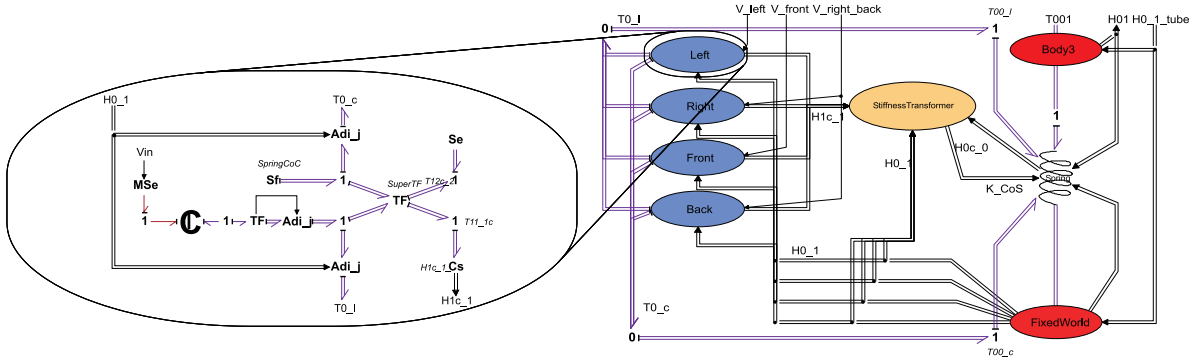 V_left V_front V_right_back
T0_l
T00_l
T001
H01
H0_1_tube
0
1
Left
Body3
Right
H1c_1
StiffnessTransformer
1
Front
H0_1
H0c_0
K_CoS
Spring
Back
H0_1
T0_c
FixedWorld
0
1
T00_c
H0_1
T0_c
Adi_j
Se
Vin
SpringCoC
MSe
Sf
1
SuperTF
T12c_2
1
TF
1
C
1
TF
Adi_j
1
1
T11_1c
Adi_j
H1c_1
Cs
T0_l
H1c_1